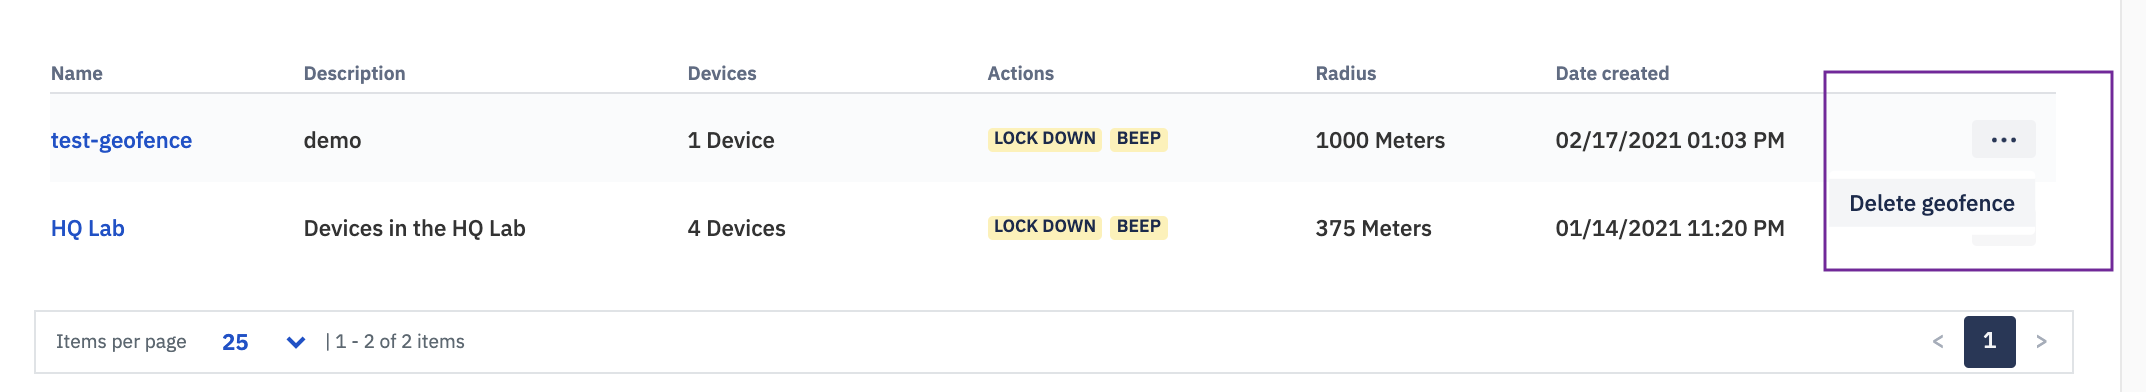 Name Description Devices Actions Radius Date created
test-geofence demo 1 Device LOCK DOWN BEEP 1000 Meters 02/17/2021 01:03 PM ...
Delete geofence
HQ Lab Devices in the HQ Lab 4 Devices LOCK DOWN BEEP 375 Meters 01/14/2021 11:20 PM
Items per page 25 | 1 - 2 of 2 items < 1 >